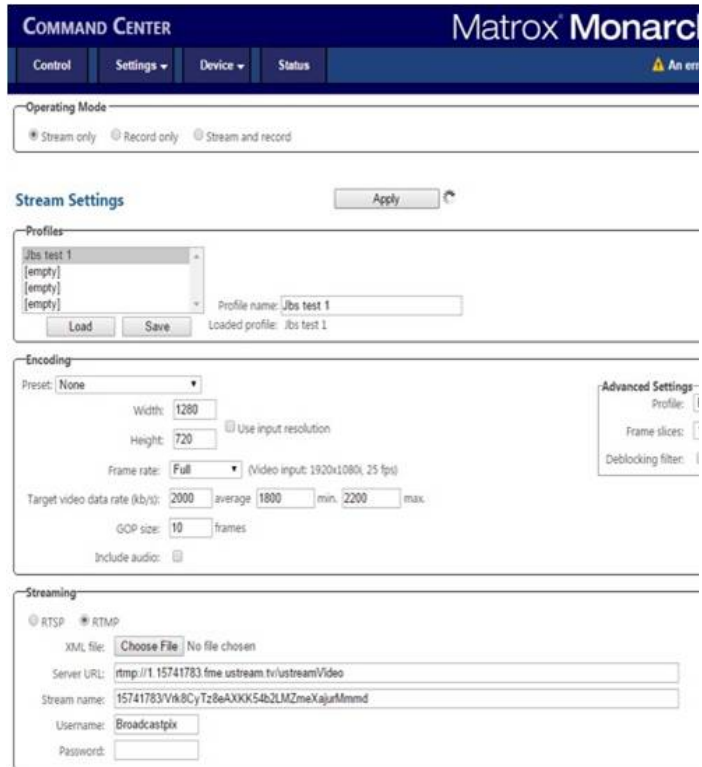 COMMAND CENTER
Matrox Monarc
Control Settings Device Status
An err
Operating Mode
Stream only Record only Stream and record
Stream Settings Apply
Profiles
Jbs test 1
[empty]
[empty]
[empty]
Profile name: Jbs test 1
Load Save Loaded profile: Jbs test 1
Encoding
Preset: None
Width: 1280
Use input resolution
Height: 720
Frame rate: Full (Video input: 1920x1080i, 25 fps)
Target video data rate (kb/s): 2000 average 1800 min. 2200 max.
GOP size: 10 frames
Include audio:
Advanced Settings
Profile:
Frame slices:
Deblocking filter:
Streaming
RTSP RTMP
XML file: Choose File No file chosen
Server URL: rtmp://1.15741783.fme.ustream.tv/ustreamVideo
Stream name: 15741783/Vrk8CyTz8eAXKK54b2LMZmeXajurMmmd
Username: Broadcastpix
Password: